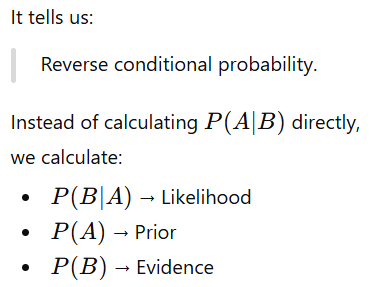 It tells us:
Reverse conditional probability.
Instead of calculating P(A|B) directly,
we calculate:
• P(B|A) → Likelihood
• P(A) → Prior
• P(B) → Evidence